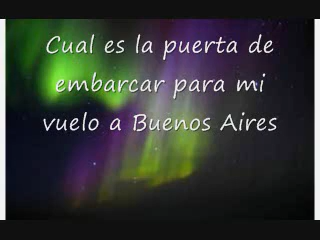 Cual es la puerta de
embarcar para mi
vuelo a Buenos Aires